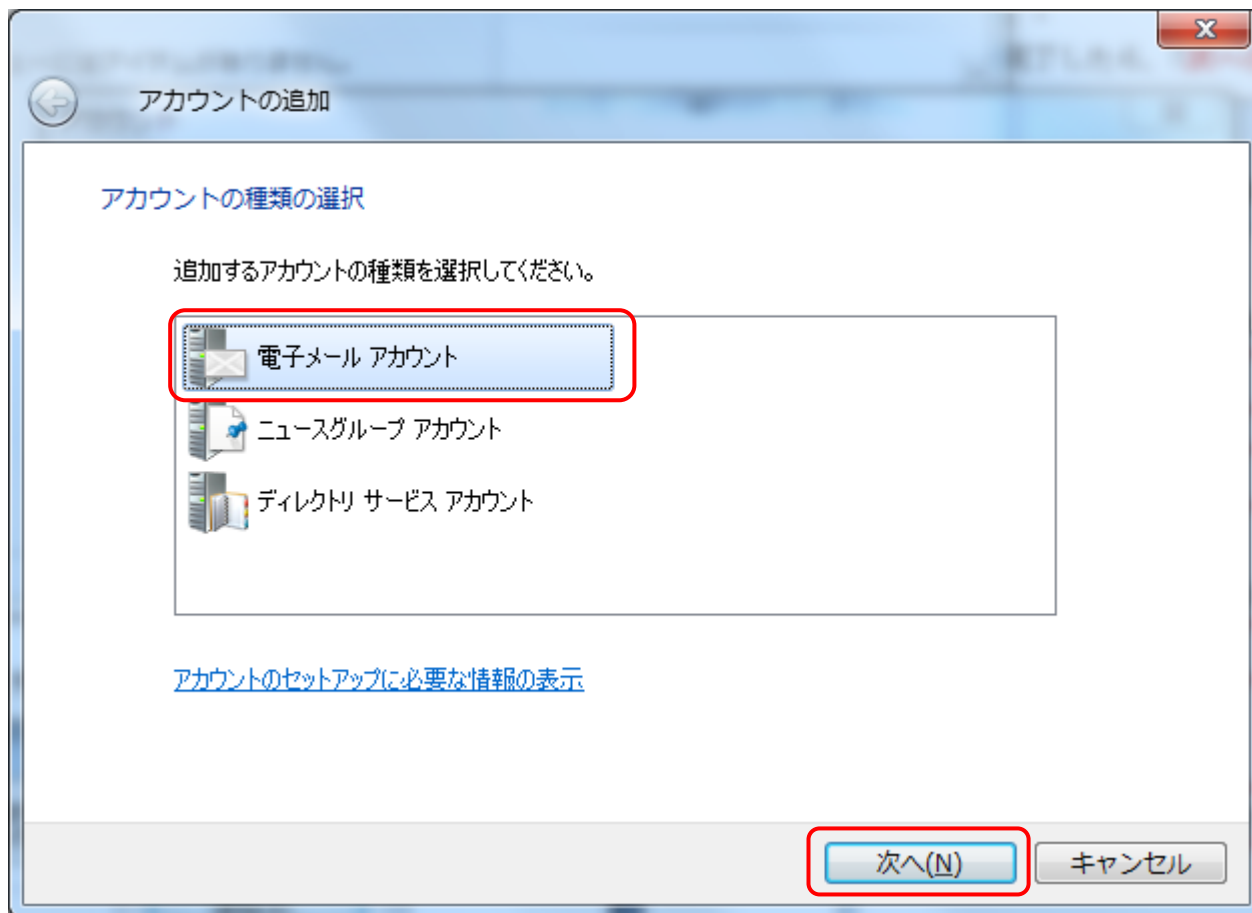 アカウントの追加
アカウントの種類の選択
追加するアカウントの種類を選択してください。
電子メール アカウント
ニュースグループ アカウント
ディレクトリ サービス アカウント
アカウントのセットアップに必要な情報の表示
次へ(N)
キャンセル